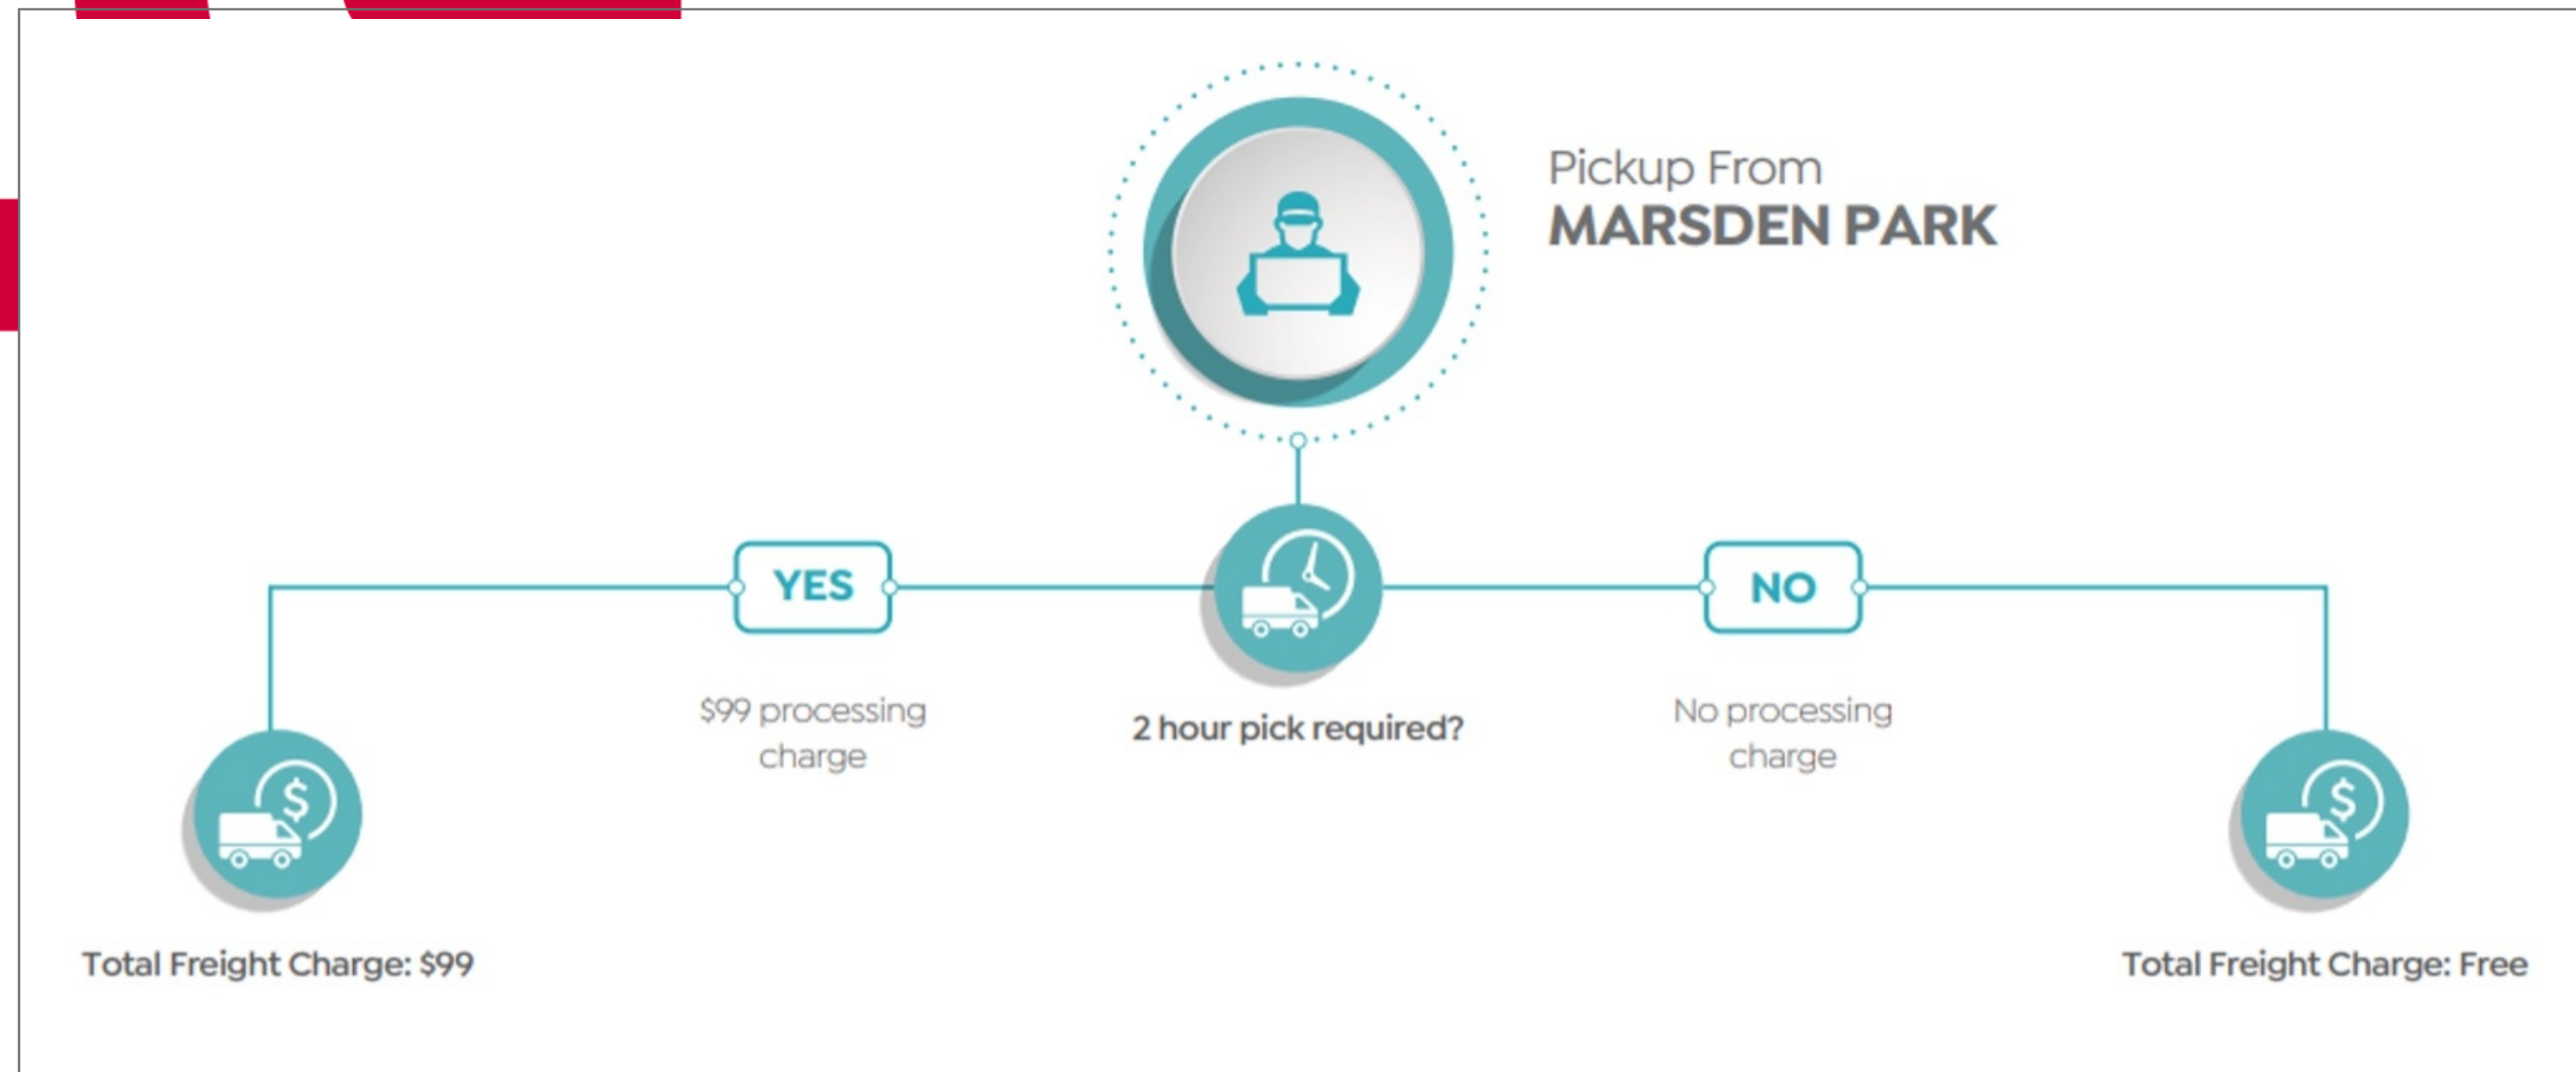 Pickup From
MARSDEN PARK
YES
NO
$99 processing
charge
2 hour pick required?
No processing
charge
$
$
Total Freight Charge: $99
Total Freight Charge: Free